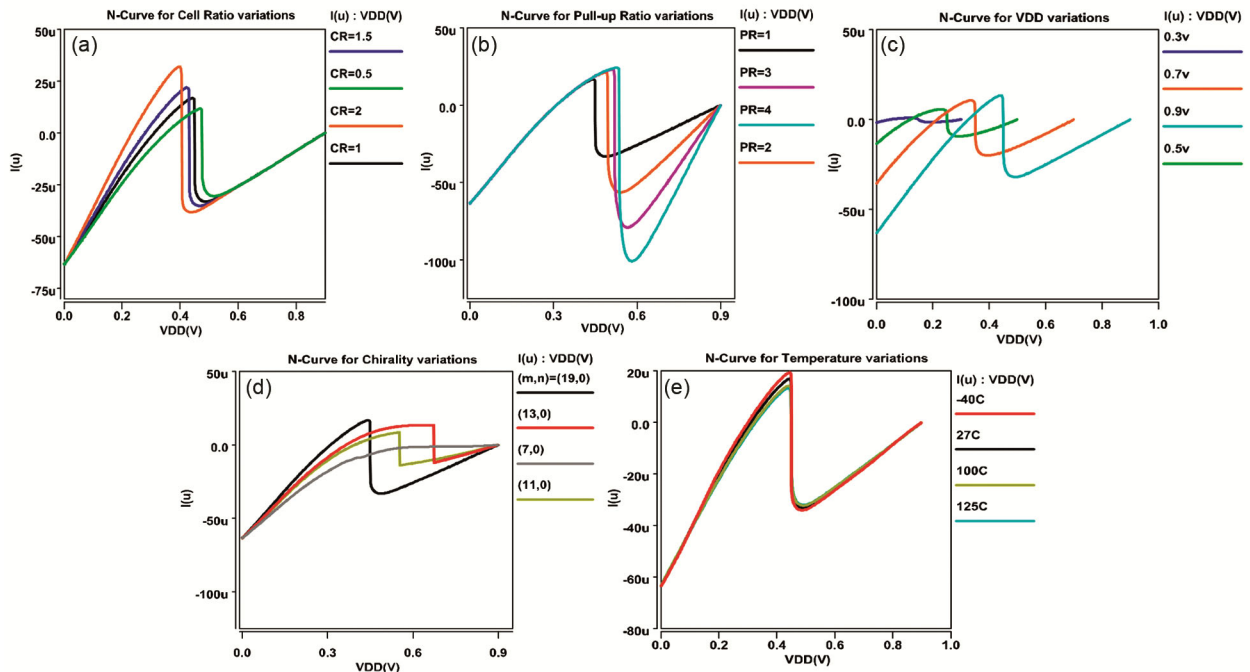 N-Curve for Cell Ratio variations
I(u) : VDD(V)
(a)
CR=1.5
CR=0.5
CR=2
CR=1
50u
25u
0.0
-25u
-50u
-75u
I(u)
0.0
0.2
0.4
0.6
0.8
VDD(V)
N-Curve for Pull-up Ratio variations
I(u) : VDD(V)
(b)
PR=1
PR=3
PR=4
PR=2
50u
0.0
-50u
-100u
I(u)
0.0
0.3
0.6
0.9
VDD(V)
N-Curve for VDD variations
I(u) : VDD(V)
(c)
0.3v
0.7v
0.9v
0.5v
50u
0.0
-50u
-100u
I(u)
0.0
0.2
0.4
0.6
0.8
1.0
VDD(V)
N-Curve for Chirality variations
I(u) : VDD(V)
(d)
(m,n)=(19,0)
(13,0)
(7,0)
(11,0)
50u
0.0
-50u
-100u
I(u)
0.0
0.3
0.6
0.9
VDD(V)
N-Curve for Temperature variations
I(u) : VDD(V)
(e)
-40C
27C
100C
125C
20u
0.0
-20u
-40u
-60u
-80u
I(u)
0.0
0.2
0.4
0.6
0.8
1.0
VDD(V)